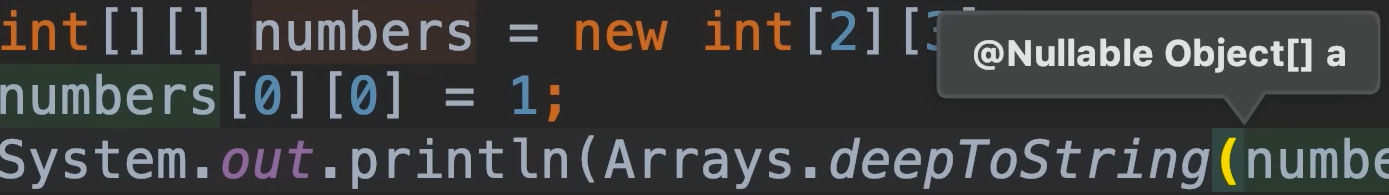 int[][] numbers = new int[2][3
@Nullable Object[] a
numbers[0][0] = 1;
System.out.println(Arrays.deepToString(numbe